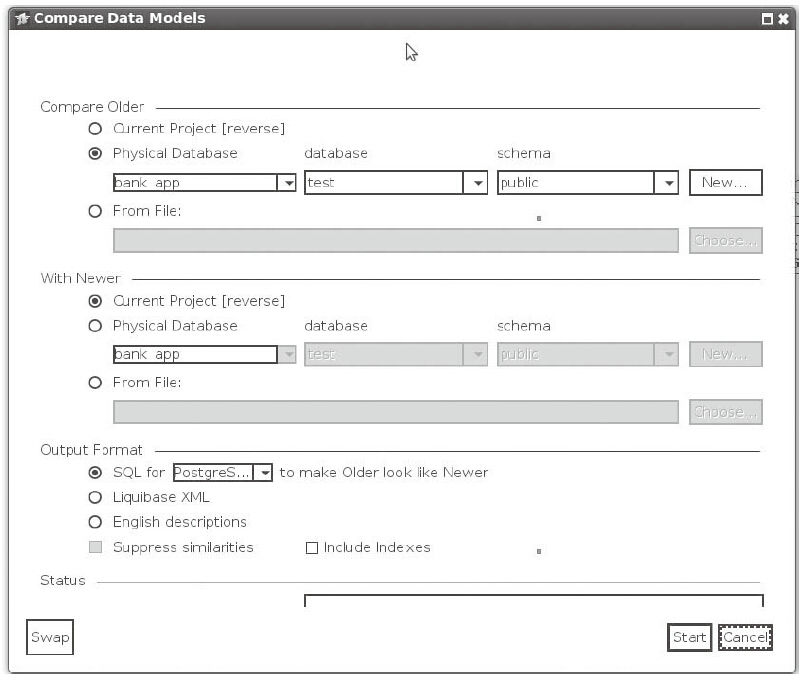 Compare Data Models
Compare Older
Current Project [reverse]
Physical Database database schema
bank_app test public New...
From File:
Choose...
With Newer
Current Project [reverse]
Physical Database database schema
bank_app test public New...
From File:
Choose...
Output Format
SQL for PostgreS... to make Older look like Newer
Liquibase XML
English descriptions
Suppress similarities Include Indexes
Status
Swap Start Cancel